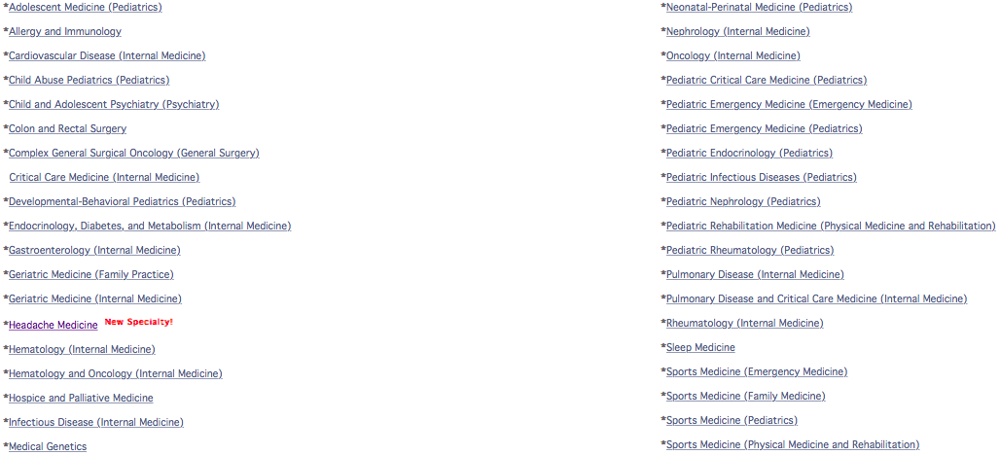 *Adolescent Medicine (Pediatrics)
*Allergy and Immunology
*Cardiovascular Disease (Internal Medicine)
*Child Abuse Pediatrics (Pediatrics)
*Child and Adolescent Psychiatry (Psychiatry)
*Colon and Rectal Surgery
*Complex General Surgical Oncology (General Surgery)
Critical Care Medicine (Internal Medicine)
*Developmental-Behavioral Pediatrics (Pediatrics)
*Endocrinology, Diabetes, and Metabolism (Internal Medicine)
*Gastroenterology (Internal Medicine)
*Geriatric Medicine (Family Practice)
*Geriatric Medicine (Internal Medicine)
*Headache Medicine New Specialty!
*Hematology (Internal Medicine)
*Hematology and Oncology (Internal Medicine)
*Hospice and Palliative Medicine
*Infectious Disease (Internal Medicine)
*Medical Genetics
*Neonatal-Perinatal Medicine (Pediatrics)
*Nephrology (Internal Medicine)
*Oncology (Internal Medicine)
*Pediatric Critical Care Medicine (Pediatrics)
*Pediatric Emergency Medicine (Emergency Medicine)
*Pediatric Emergency Medicine (Pediatrics)
*Pediatric Endocrinology (Pediatrics)
*Pediatric Infectious Diseases (Pediatrics)
*Pediatric Nephrology (Pediatrics)
*Pediatric Rehabilitation Medicine (Physical Medicine and Rehabilitation)
*Pediatric Rheumatology (Pediatrics)
*Pulmonary Disease (Internal Medicine)
*Pulmonary Disease and Critical Care Medicine (Internal Medicine)
*Rheumatology (Internal Medicine)
*Sleep Medicine
*Sports Medicine (Emergency Medicine)
*Sports Medicine (Family Medicine)
*Sports Medicine (Pediatrics)
*Sports Medicine (Physical Medicine and Rehabilitation)